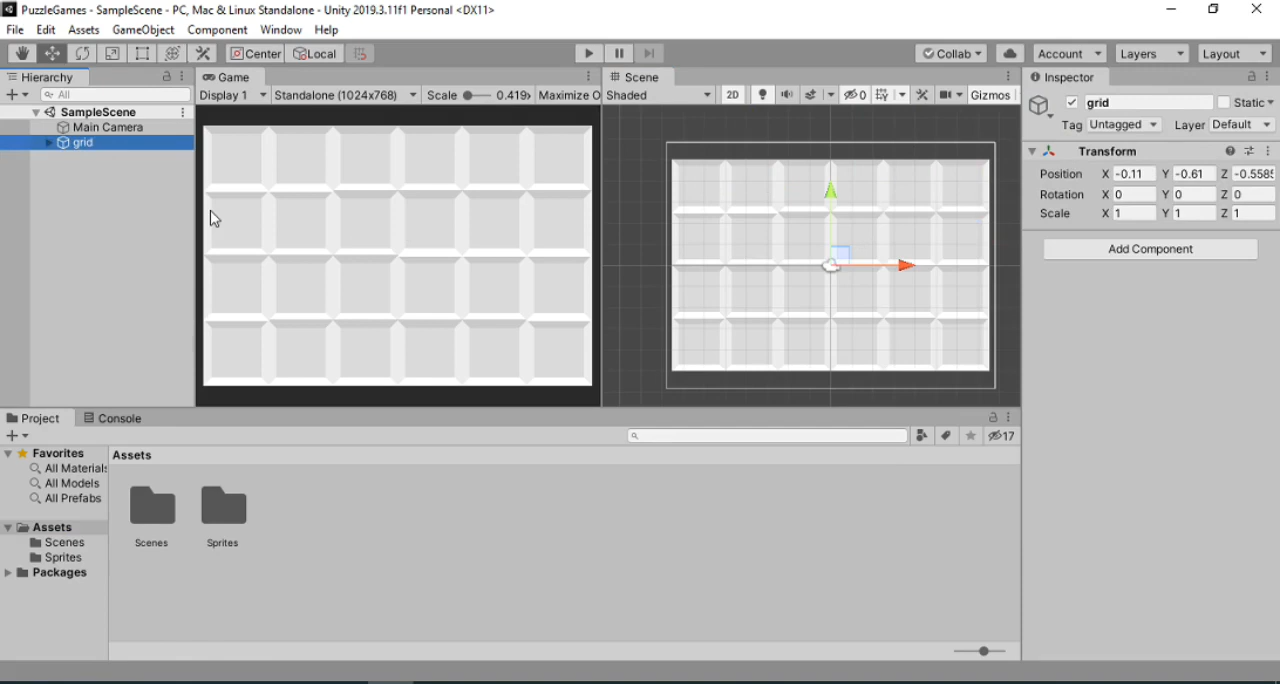 PuzzleGames - SampleScene - PC, Mac & Linux Standalone - Unity 2019.3.11f1 Personal <DX11>
File Edit Assets GameObject Component Window Help
Center Local Collab Account Layers Layout
Hierarchy
All
SampleScene
Main Camera
grid
Game
Display 1 Standalone (1024x768) Scale 0.419 Maximize O
Scene
Shaded 2D 0 Gizmos
Inspector
grid Static
Tag Untagged Layer Default
Transform
Position X -0.11 Y -0.61 Z -0.5585
Rotation X 0 Y 0 Z 0
Scale X 1 Y 1 Z 1
Add Component
Project Console
17
Favorites
All Materials
All Models
All Prefabs
Assets
Scenes
Sprites
Packages
Assets
Scenes Sprites